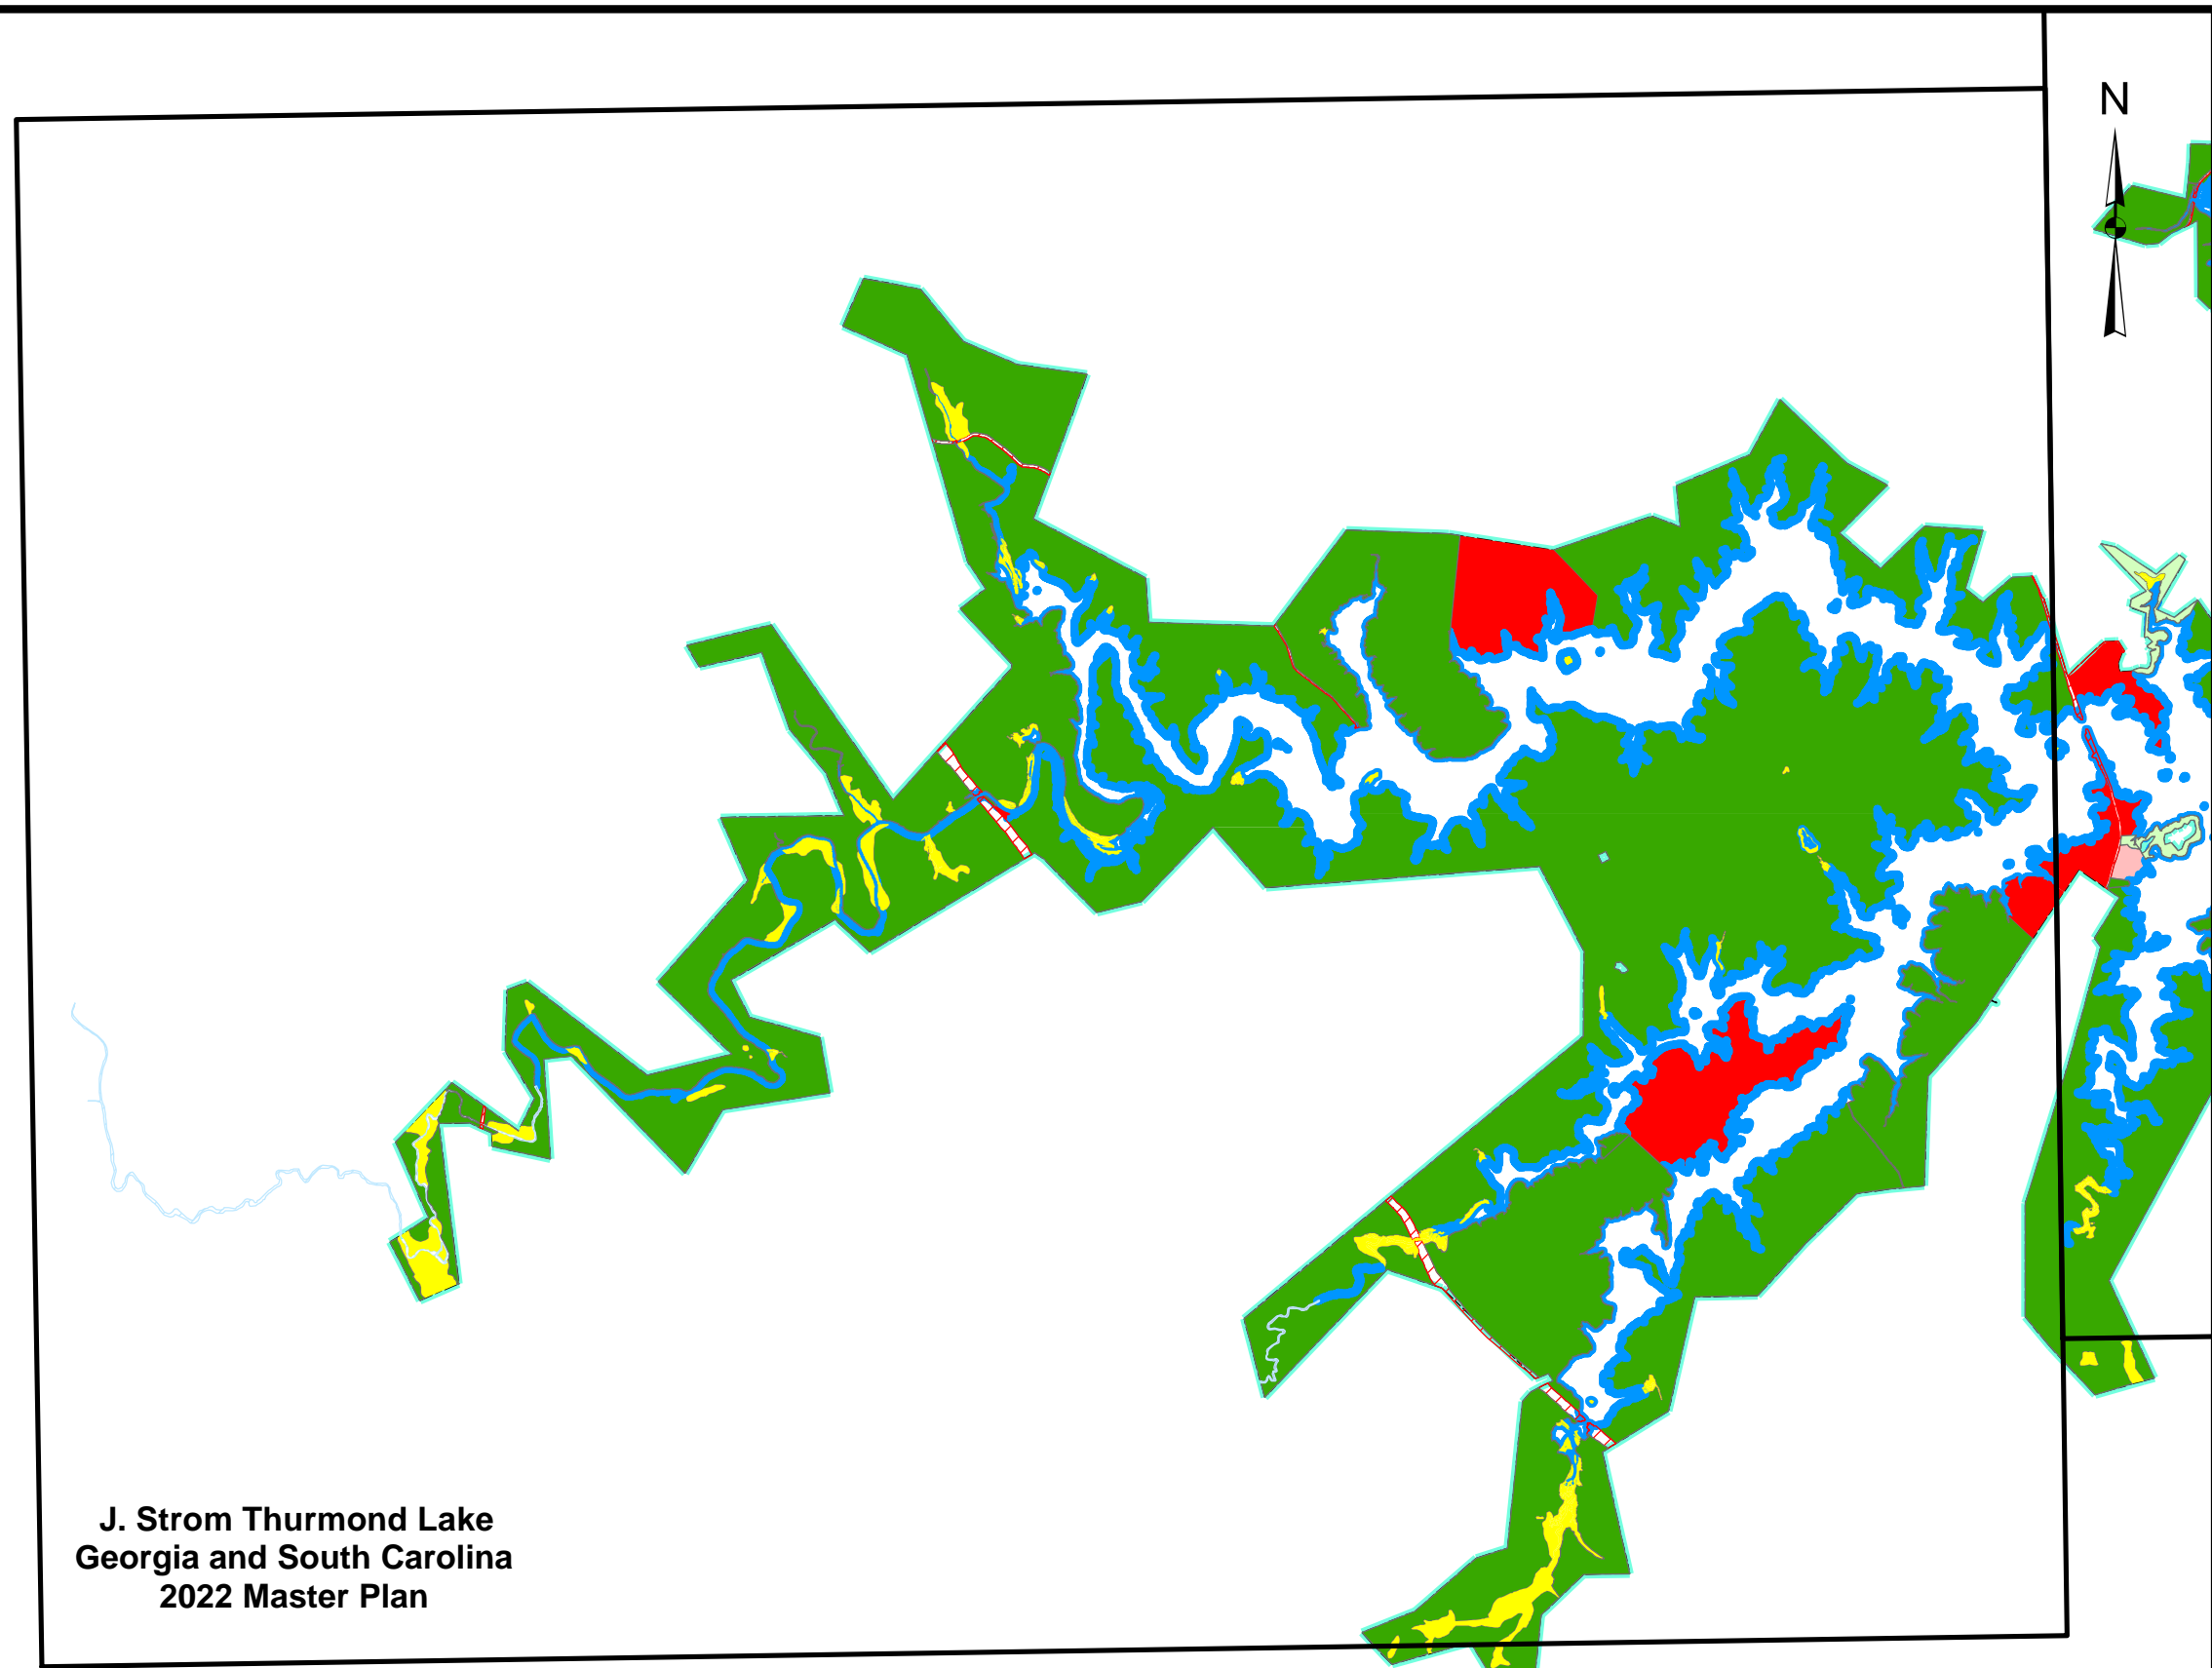 N
J. Strom Thurmond Lake
Georgia and South Carolina
2022 Master Plan